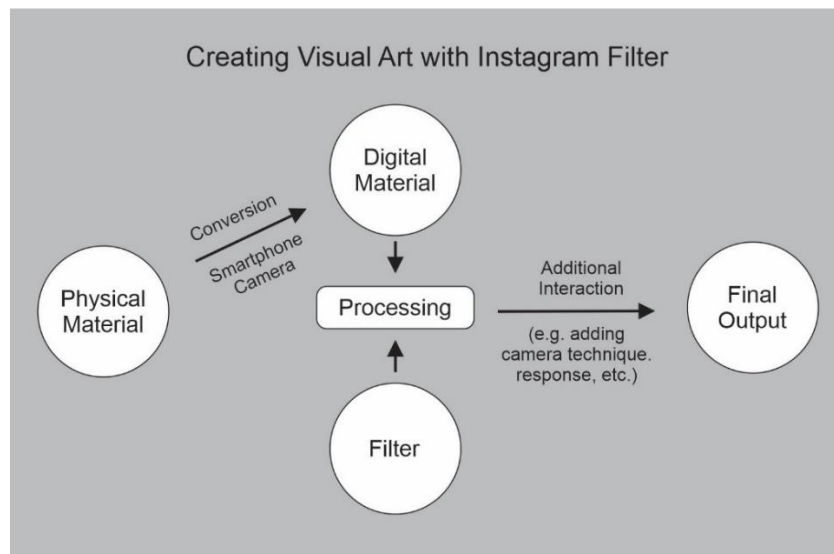 Creating Visual Art with Instagram Filter
Digital
Material
Conversion
Smartphone
Camera
Physical
Material
Processing
Additional
Interaction
(e.g. adding
camera technique.
response, etc.)
Final
Output
Filter